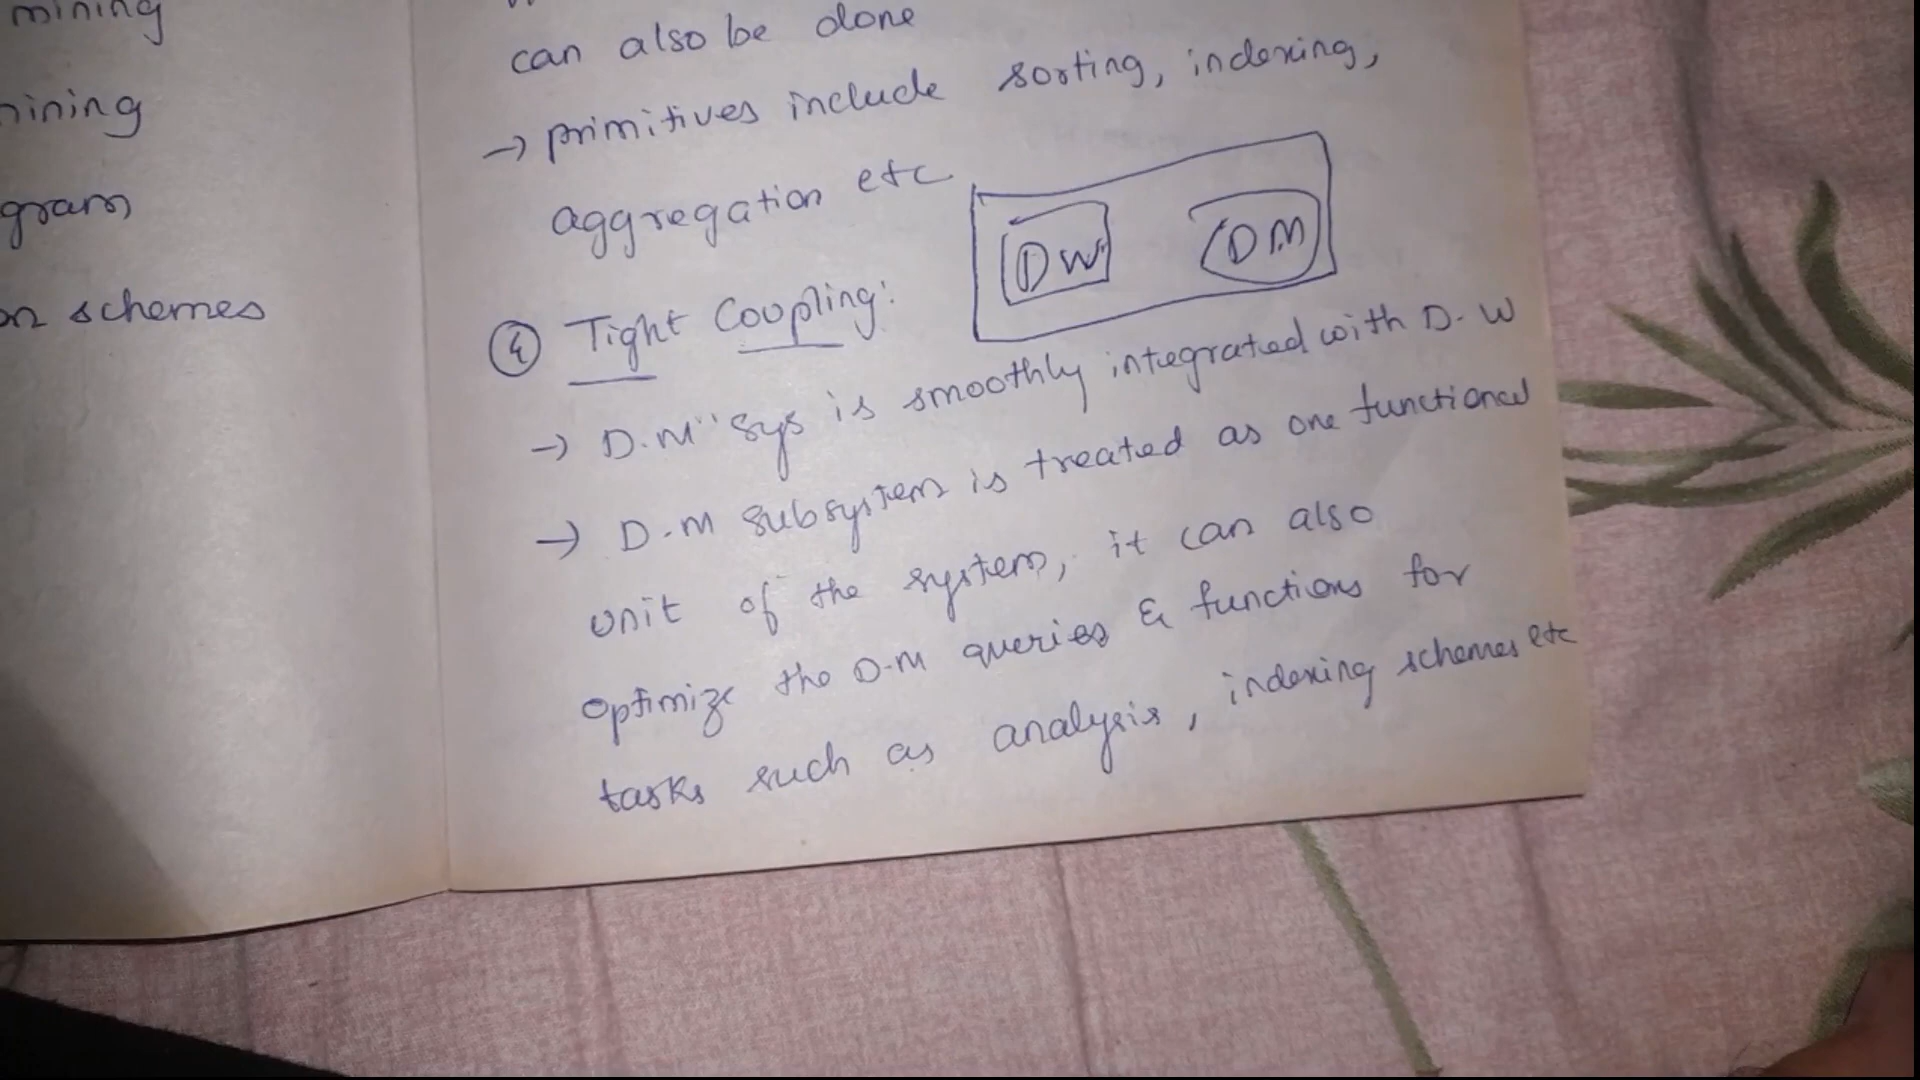 mining
mining
gram
on schemes
can also be done
→ primitives include sorting, indexing,
aggregation etc
DW DM
④ Tight Coupling:
→ D.M sys is smoothly integrated with D.W
→ D.M subsystem is treated as one functional
unit of the system, it can also
optimize the D.M queries & functions for
tasks such as analysis, indexing schemes etc